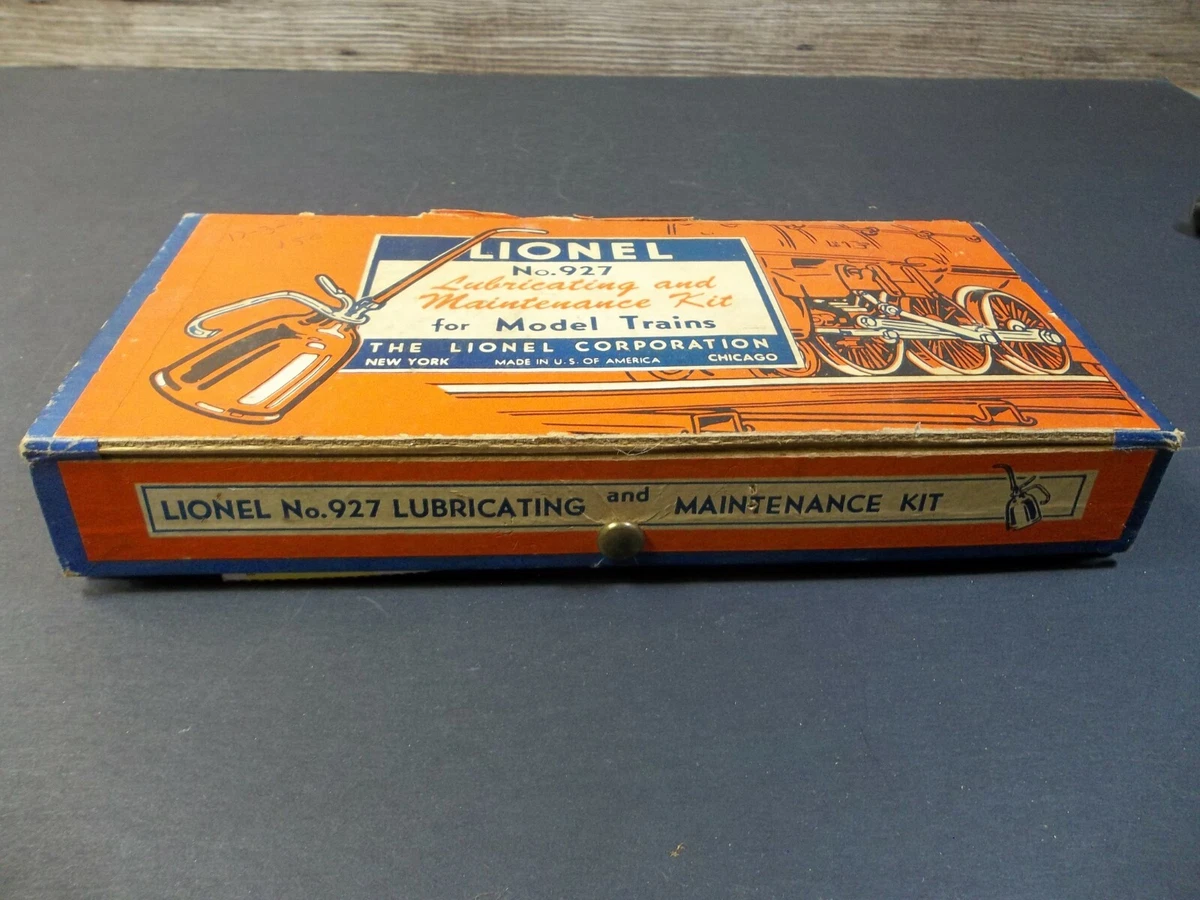 LIONEL
No. 927
Lubricating and
Maintenance Kit
for Model Trains
THE LIONEL CORPORATION
NEW YORK MADE IN U.S. OF AMERICA CHICAGO
LIONEL No. 927 LUBRICATING and MAINTENANCE KIT